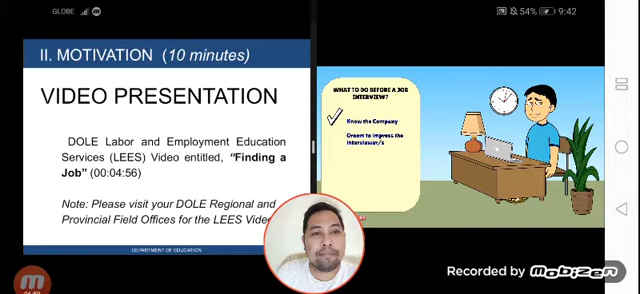 GLOBE
54%
9:42
II. MOTIVATION (10 minutes)
VIDEO PRESENTATION
DOLE Labor and Employment Education
Services (LEES) Video entitled, "Finding a
Job" (00:04:56)
Note: Please visit your DOLE Regional and
Provincial Field Offices for the LEES Vide
DEPARTMENT OF EDUCATION
WHAT TO DO BEFORE A JOB
INTERVIEW?
Know the Company
Groom to Impress the
Interviewer/s
Recorded by mobizen